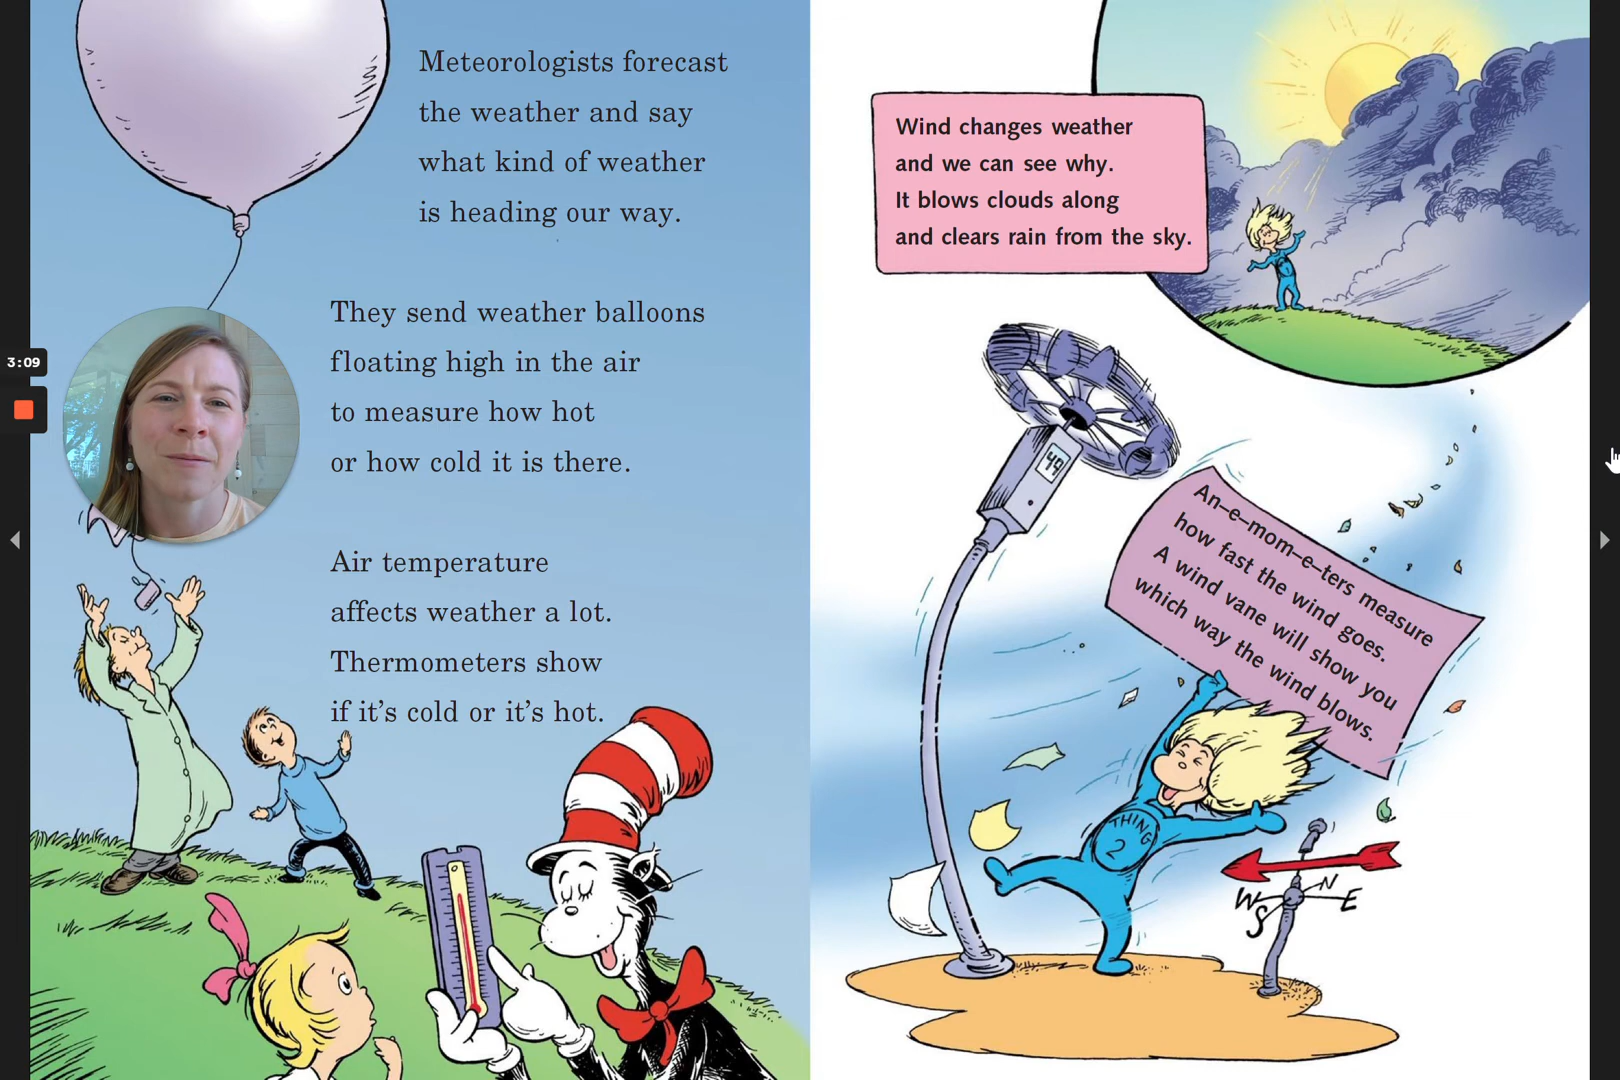 Meteorologists forecast
the weather and say
what kind of weather
is heading our way.
They send weather balloons
floating high in the air
to measure how hot
or how cold it is there.
Air temperature
affects weather a lot.
Thermometers show
if it’s cold or it’s hot.
3:09
Wind changes weather
and we can see why.
It blows clouds along
and clears rain from the sky.
49
An–e–mom–e–ters measure
how fast the wind goes.
A wind vane will show you
which way the wind blows.
THING
2
N
W
E
S